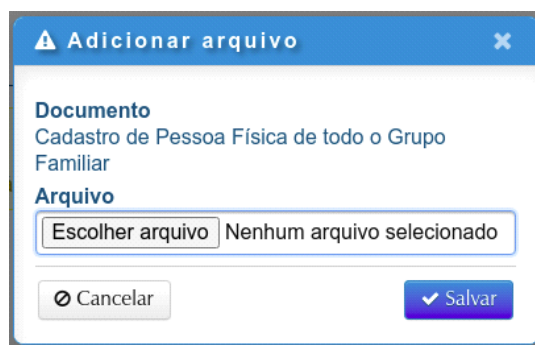 Adicionar arquivo
Documento
Cadastro de Pessoa Física de todo o Grupo
Familiar
Arquivo
Escolher arquivo Nenhum arquivo selecionado
Cancelar
Salvar